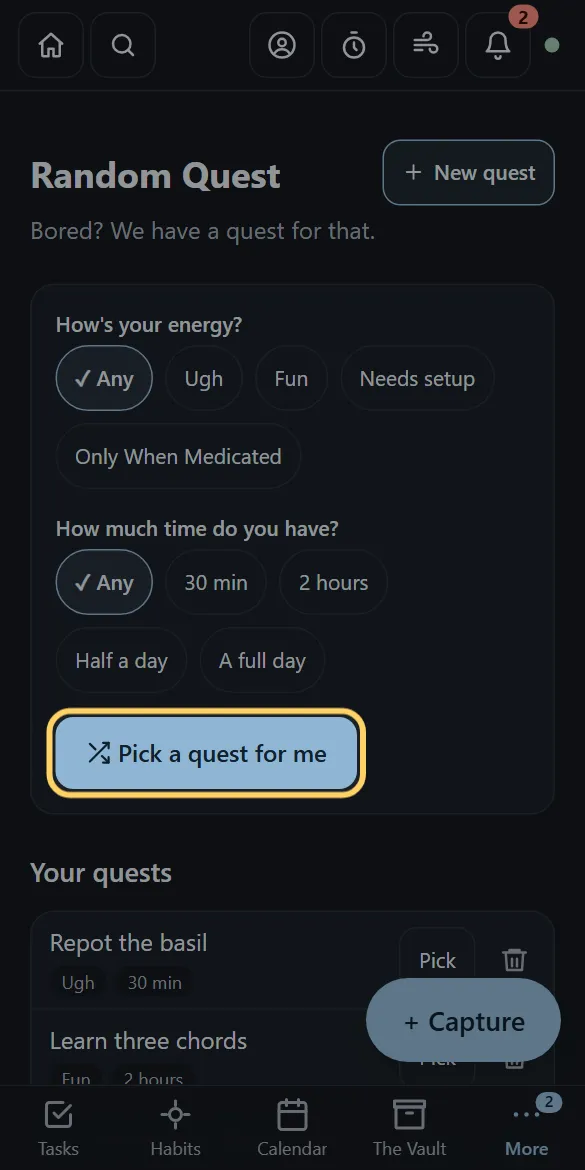 2
Random Quest
+ New quest
Bored? We have a quest for that.
How's your energy?
✓ Any
Ugh
Fun
Needs setup
Only When Medicated
How much time do you have?
✓ Any
30 min
2 hours
Half a day
A full day
Pick a quest for me
Your quests
Repot the basil
Ugh
30 min
Pick
Learn three chords
Fun
2 hours
Pick
+ Capture
Tasks
Habits
Calendar
The Vault
2
More